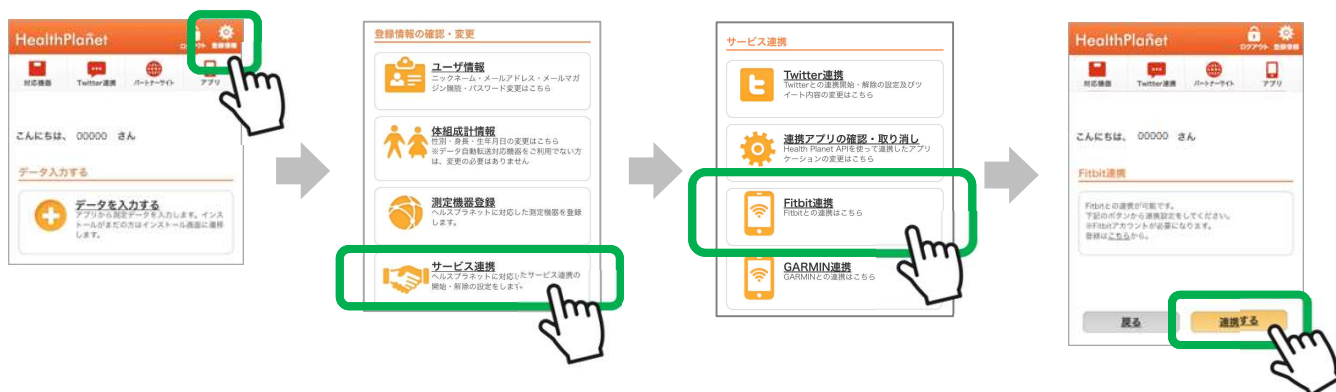 HealthPlanet
ログアウト 登録情報
対応機器 Twitter連携 パートナーサイト アプリ
こんにちは、 00000 さん
データ入力する
データを入力する
アプリから測定データを入力します。インス
トールがまだの方はインストール画面に遷移
します。
登録情報の確認・変更
ユーザ情報
ニックネーム・メールアドレス・メールマガ
ジン購読・パスワード変更はこちら
体組成計情報
性別・身長・生年月日の変更はこちら
※データ自動転送対応機器をご利用でない方
は、変更の必要はありません
測定機器登録
ヘルスプラネットに対応した測定機器を登録
します。
サービス連携
ヘルスプラネットに対応したサービス連携の
開始・解除の設定をします。
サービス連携
Twitter連携
Twitterとの連携開始・解除の設定及びツ
イート内容の変更はこちら
連携アプリの確認・取り消し
Health Planet APIを使って連携したアプリ
ケーションの変更はこちら
Fitbit連携
Fitbitとの連携はこちら
GARMIN連携
GARMINとの連携はこちら
HealthPlanet
ログアウト 登録情報
対応機器 Twitter連携 パートナーサイト アプリ
こんにちは、 00000 さん
Fitbit連携
Fitbitとの連携が可能です。
下記のボタンから連携設定をしてください。
※Fitbitアカウントが必要になります。
登録はこちらから。
戻る 連携する